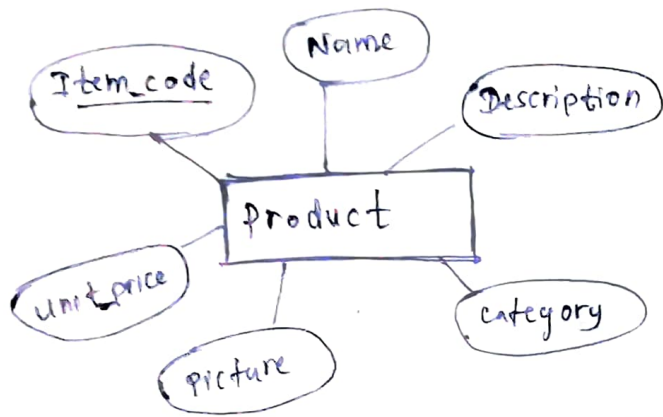 Name
Item_code
Description
Product
unit_price
category
picture